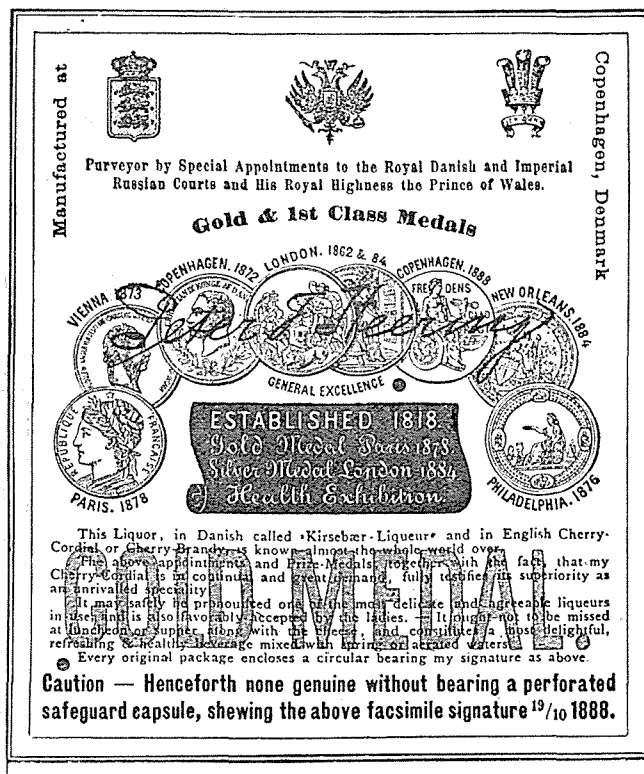 Manufactured at
Copenhagen, Denmark
Purveyor by Special Appointments to the Royal Danish and Imperial
Russian Courts and His Royal Highness the Prince of Wales.
Gold & 1st Class Medals
VIENNA 1873
COPENHAGEN. 1872
LONDON. 1862 & 84
COPENHAGEN. 1888
NEW ORLEANS. 1884
Peter F Heering
GENERAL EXCELLENCE
REPUBLIQUE FRANÇAISE
PARIS. 1878
PHILADELPHIA. 1876
ESTABLISHED 1818.
Gold Medal Paris 1878.
Silver Medal London 1884
Health Exhibition.
GOLD MEDAL.
This Liquor, in Danish called »Kirsebær-Liqueur« and in English Cherry-
Cordial or Cherry-Brandy, is known almost the whole world over.
The above appointments and Prize-Medals, together with the fact, that my
Cherry-Cordial is in continual and great demand, fully testifies its superiority as
an unrivalled speciality.
It may safely be pronounced one of the most delicate and agreeable liqueurs
in use, and is also favorably accepted by the ladies. — It ought not to be missed
at luncheon or supper, along with the cheese, and constitutes a most delightful,
refreshing & healthy beverage mixed with spring or aerated waters.
Every original package encloses a circular bearing my signature as above.
Caution — Henceforth none genuine without bearing a perforated
safeguard capsule, shewing the above facsimile signature 19/10 1888.